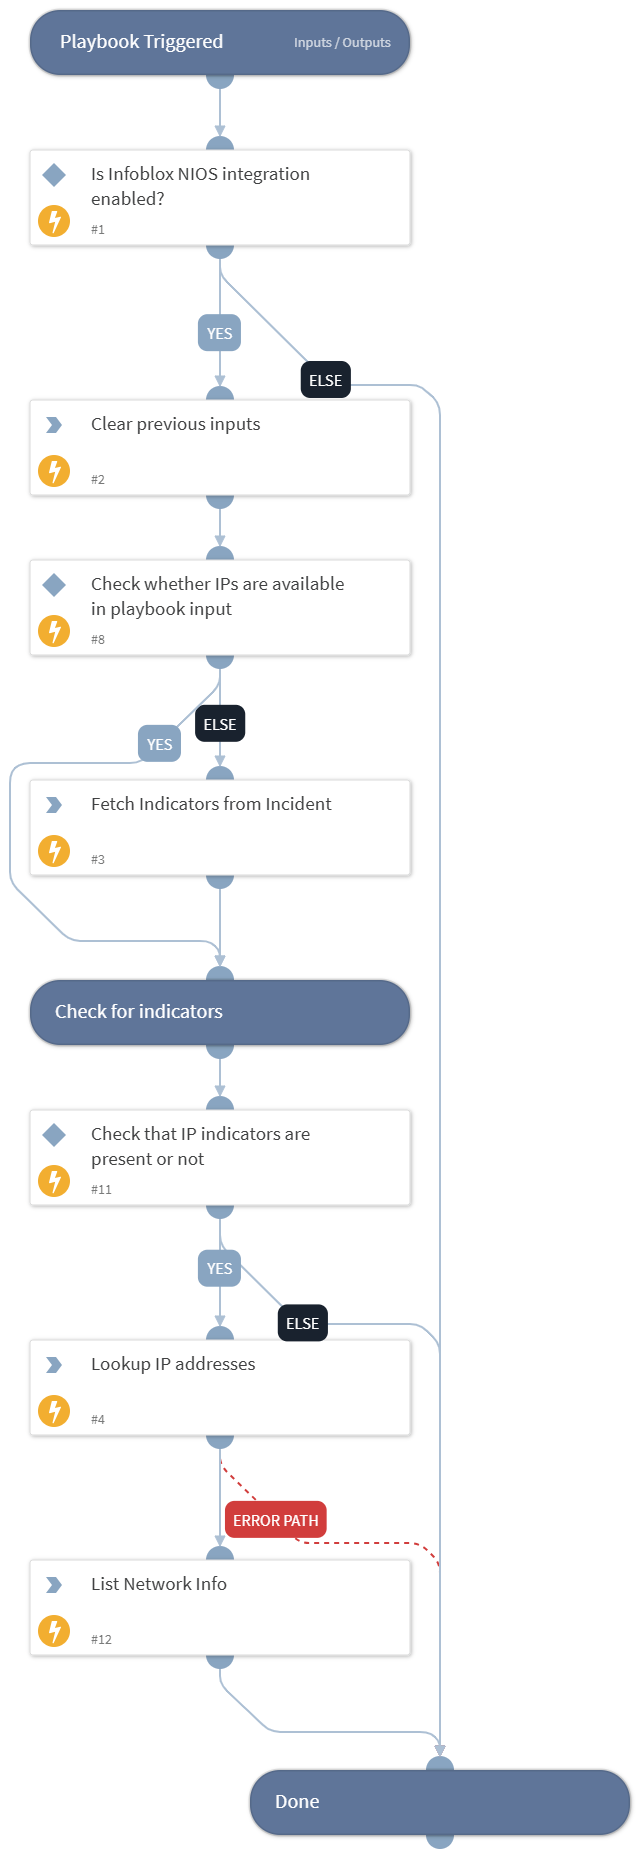 Playbook Triggered
Inputs / Outputs
Is Infoblox NIOS integration
enabled?
#1
YES
ELSE
Clear previous inputs
#2
Check whether IPs are available
in playbook input
#8
ELSE
YES
Fetch Indicators from Incident
#3
Check for indicators
Check that IP indicators are
present or not
#11
YES
ELSE
Lookup IP addresses
#4
ERROR PATH
List Network Info
#12
Done